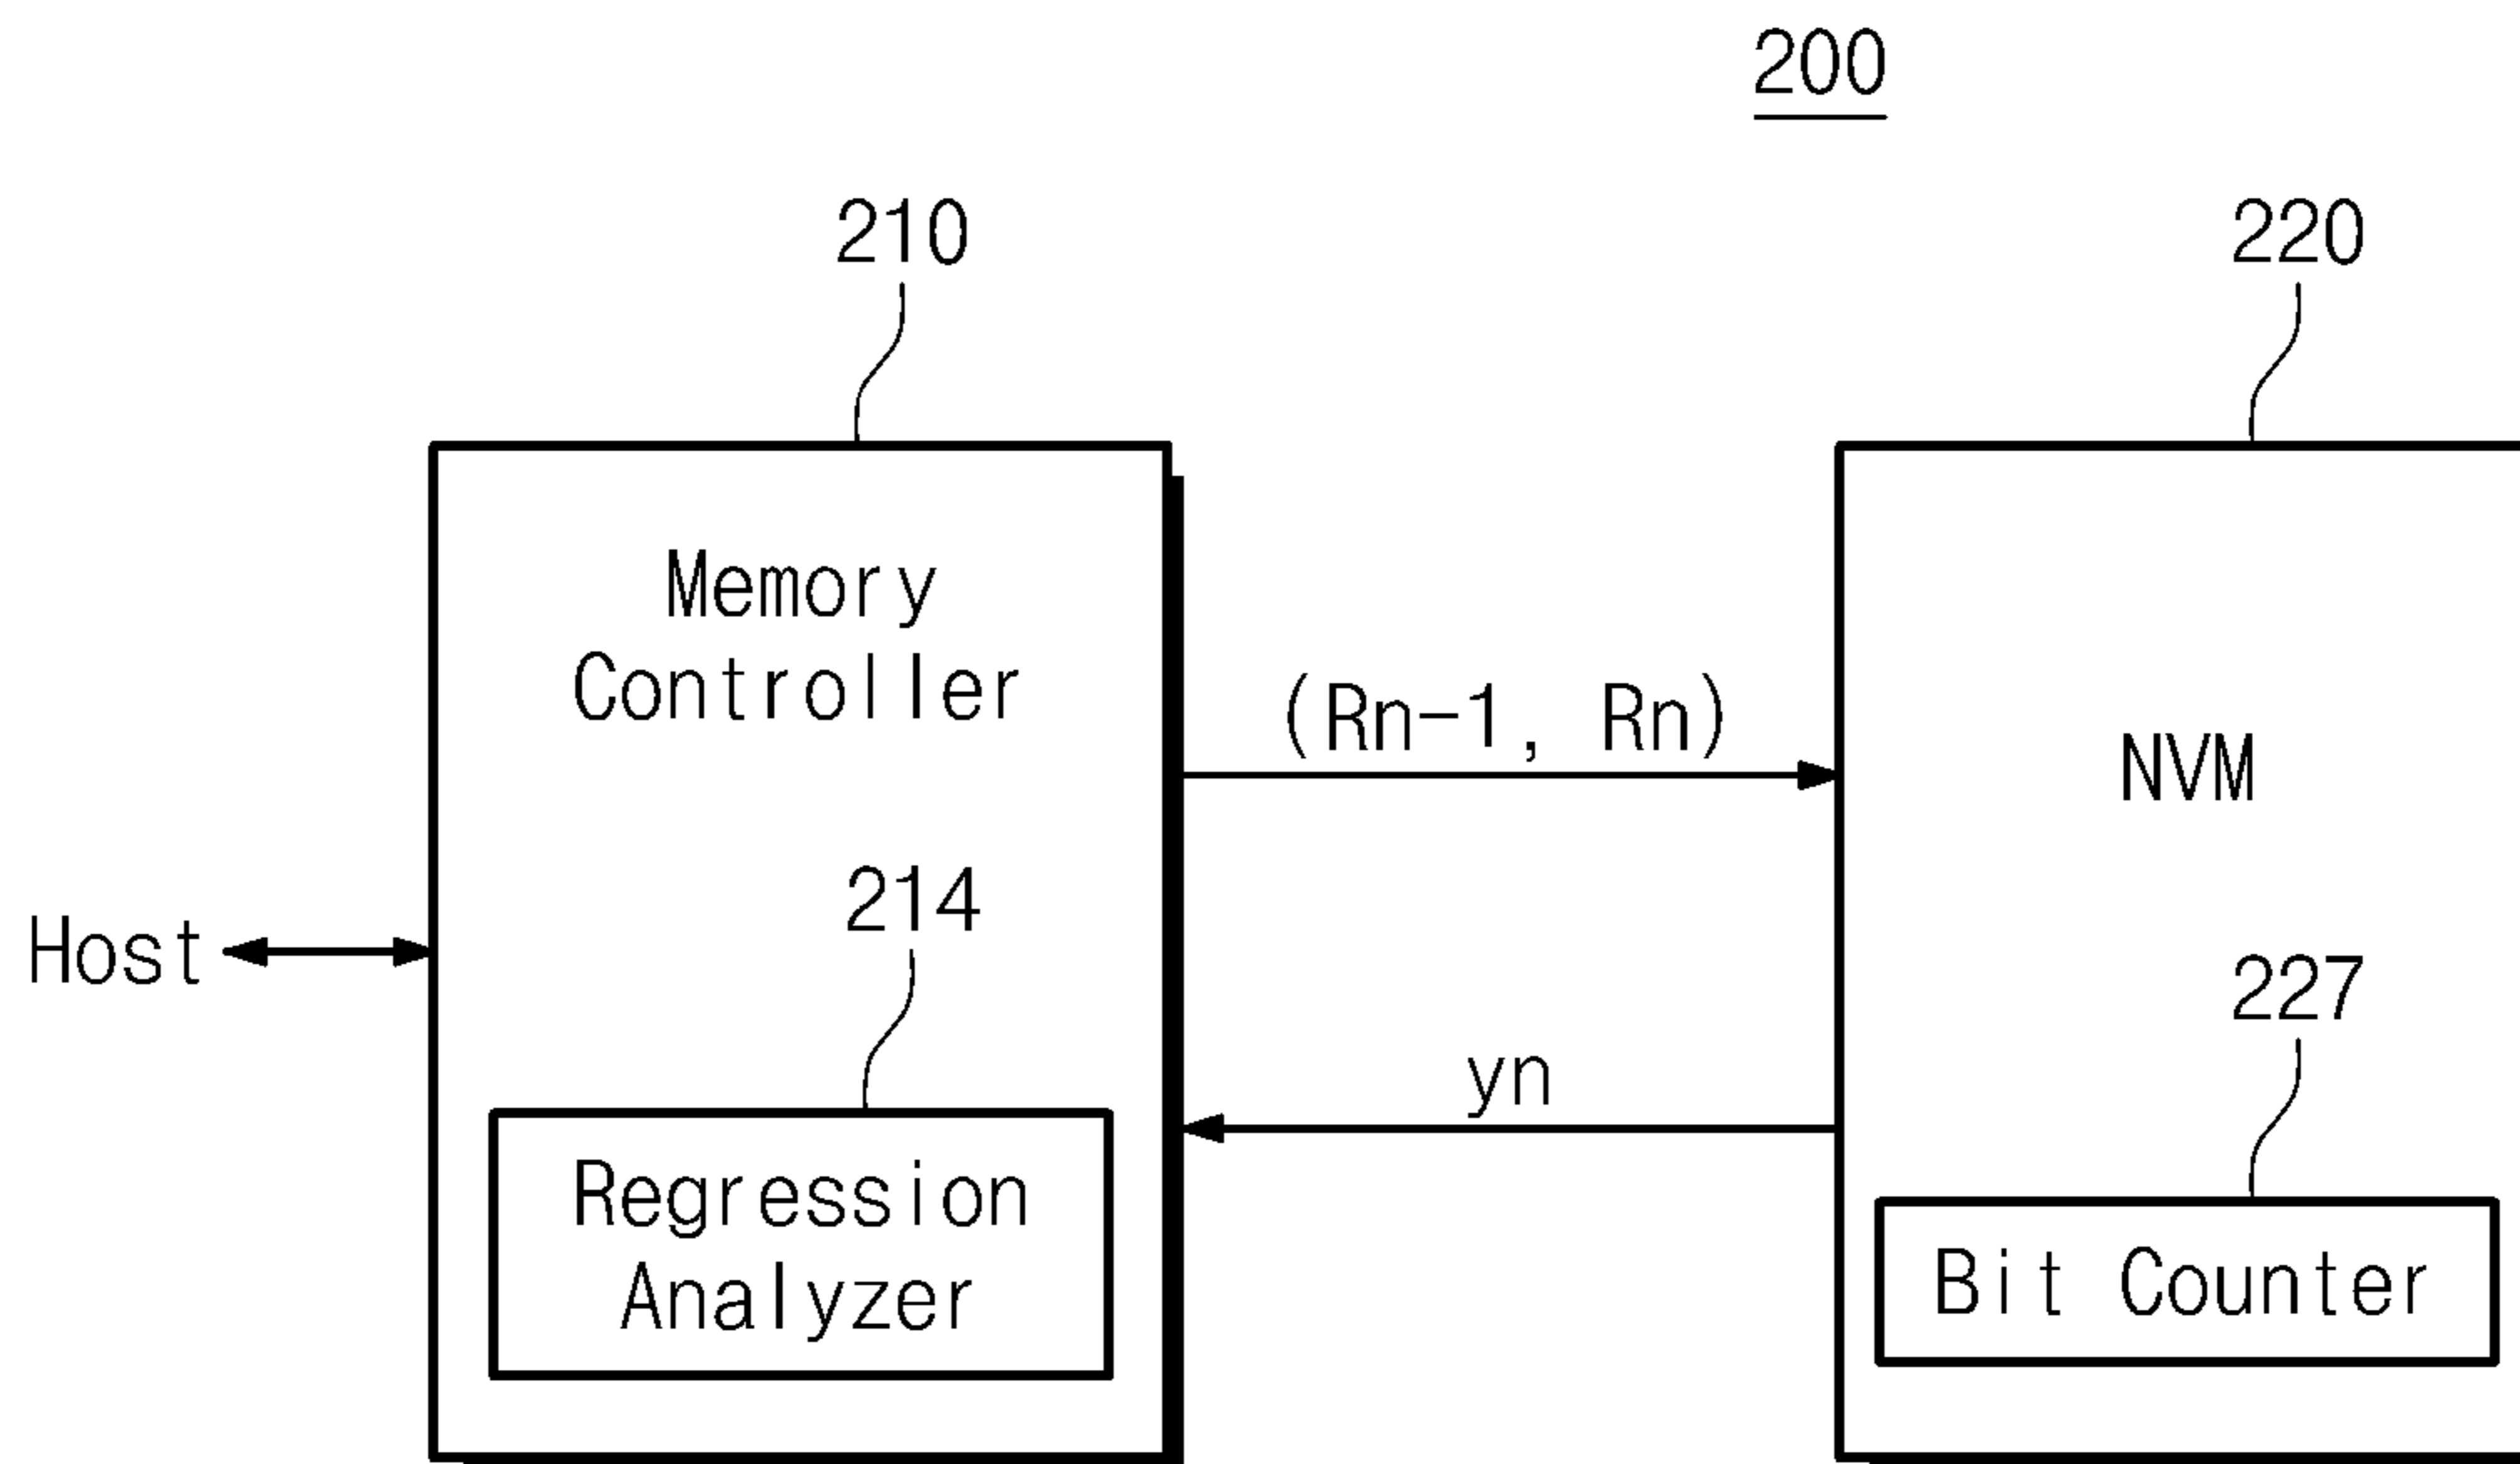 200
210
220
Memory
Controller
(Rn-1, Rn)
NVM
214
Host
227
yn
Regression
Analyzer
Bit Counter